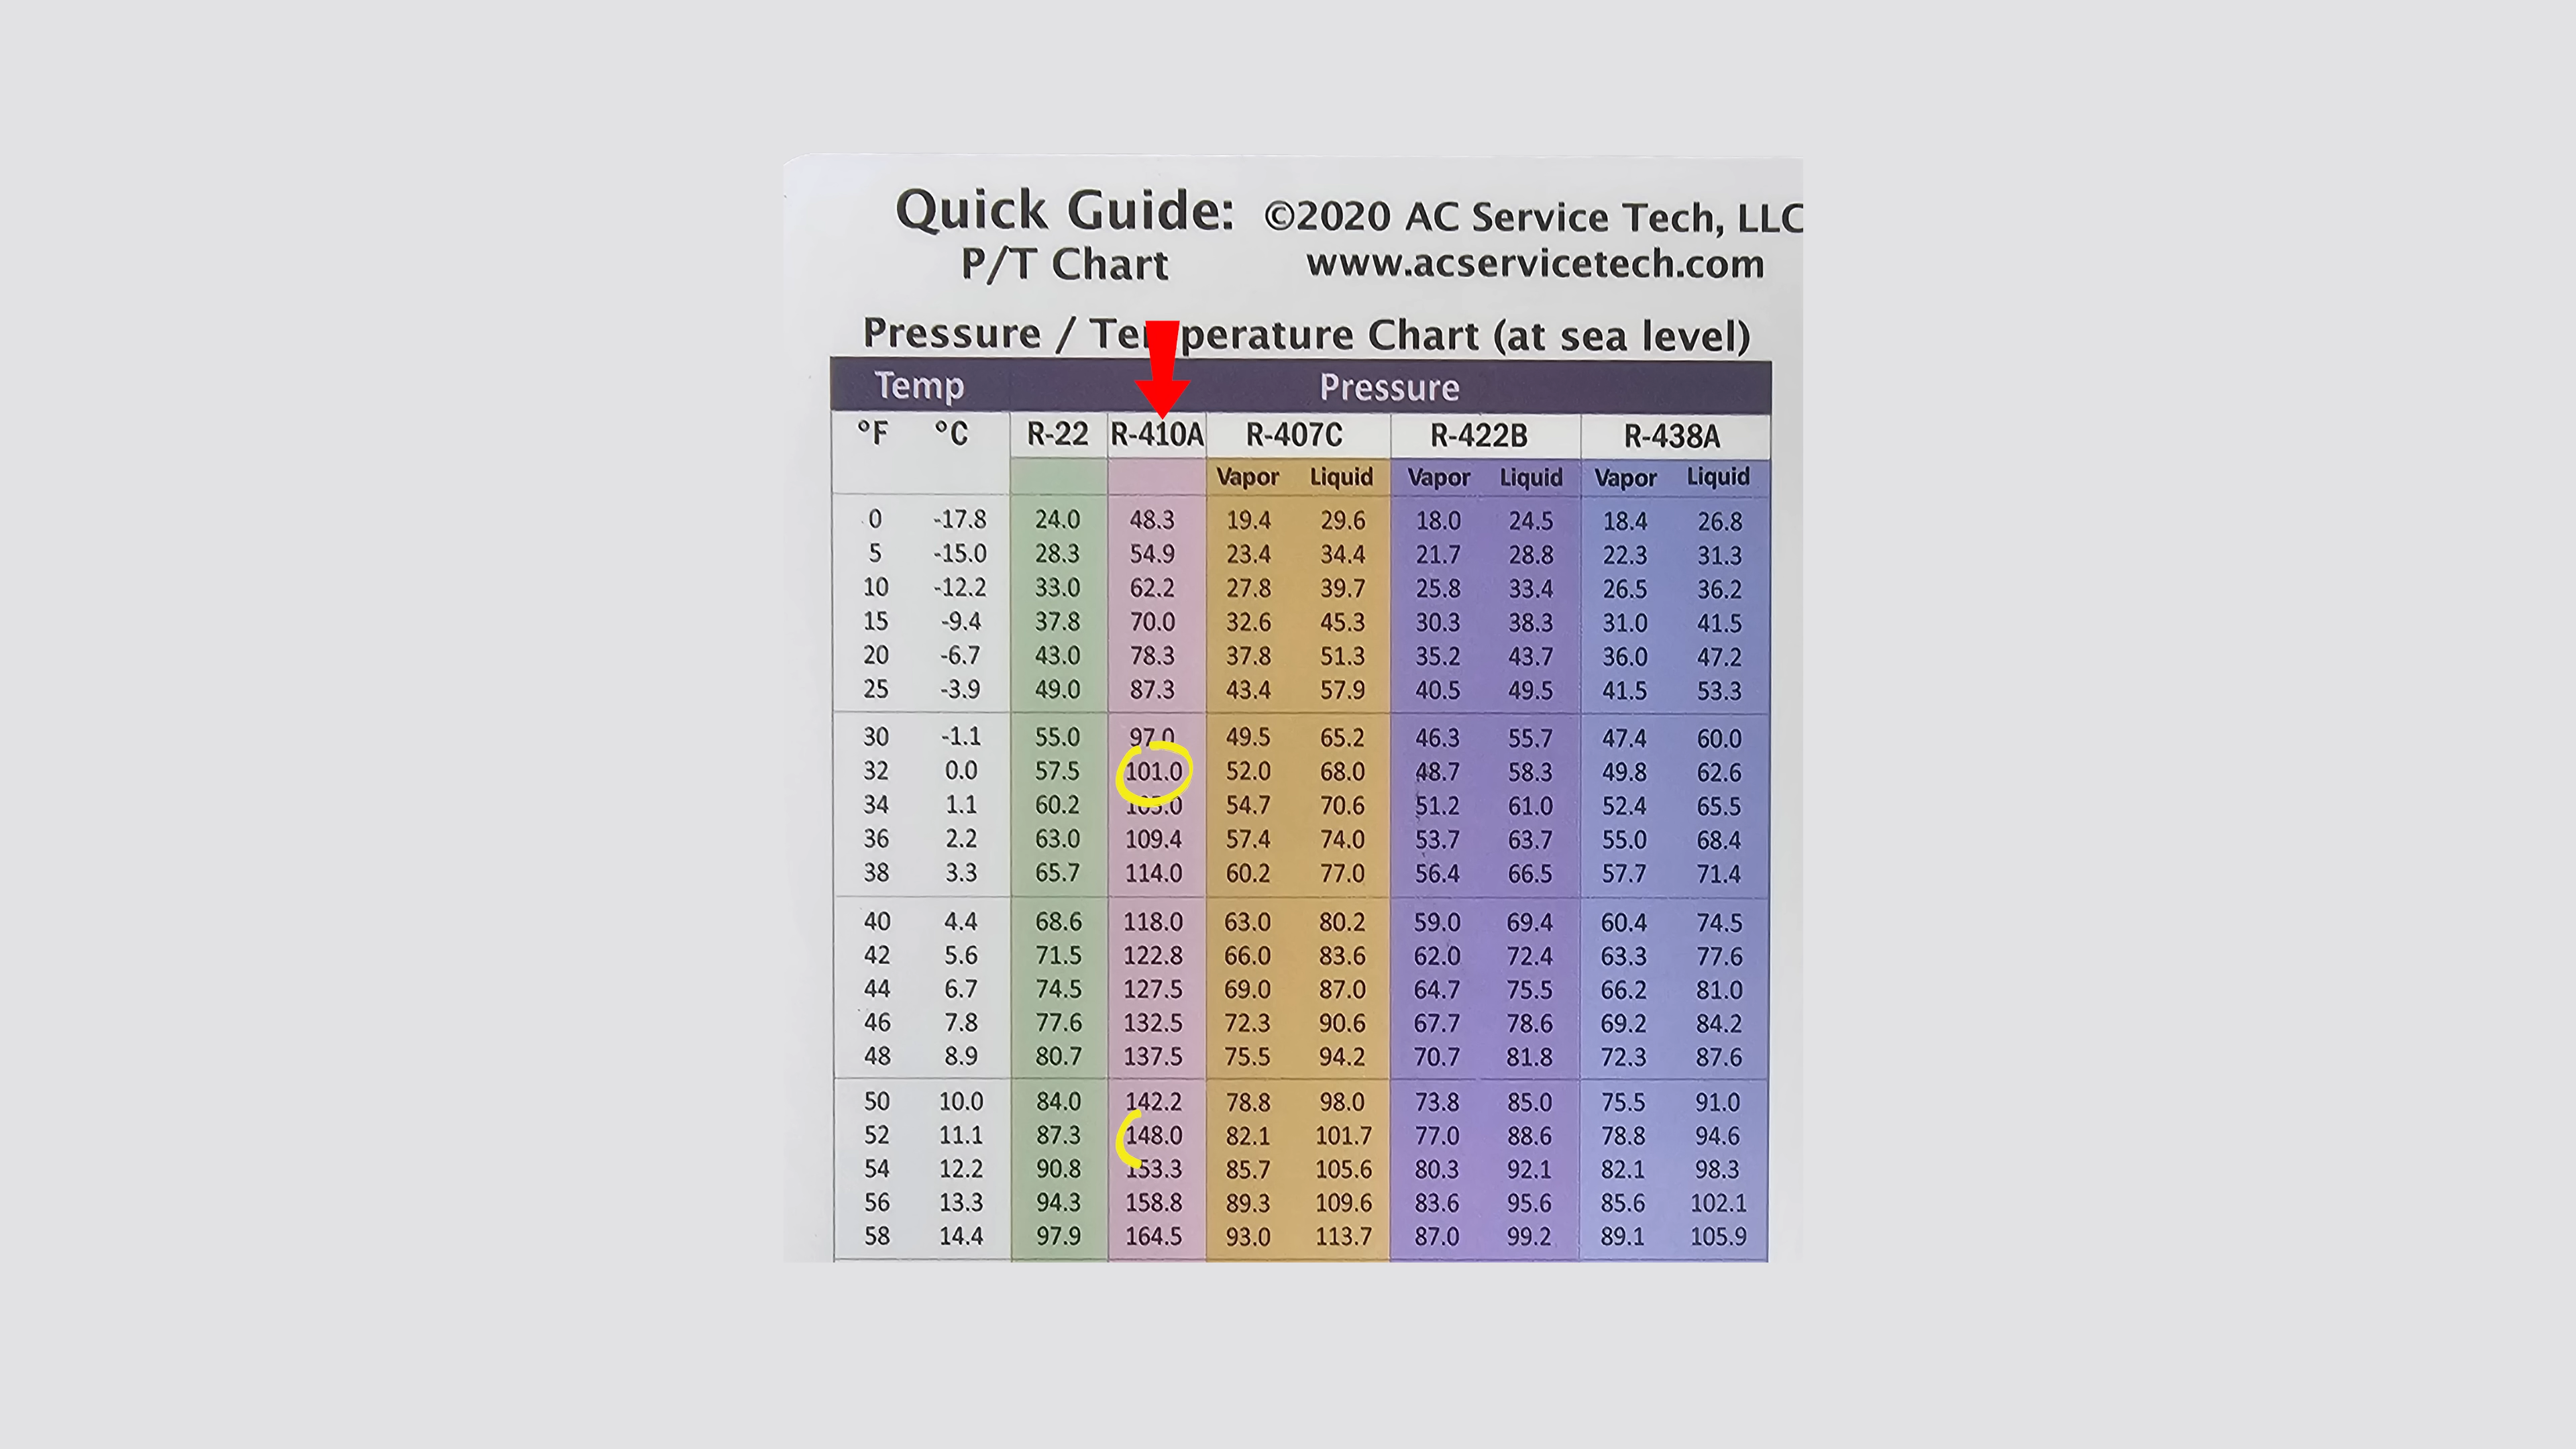 Quick Guide: ©2020 AC Service Tech, LLC
P/T Chart www.acservicetech.com
Pressure / Temperature Chart (at sea level)
Temp Pressure
°F °C R-22 R-410A R-407C R-422B R-438A
Vapor Liquid Vapor Liquid Vapor Liquid
0 -17.8 24.0 48.3 19.4 29.6 18.0 24.5 18.4 26.8
5 -15.0 28.3 54.9 23.4 34.4 21.7 28.8 22.3 31.3
10 -12.2 33.0 62.2 27.8 39.7 25.8 33.4 26.5 36.2
15 -9.4 37.8 70.0 32.6 45.3 30.3 38.3 31.0 41.5
20 -6.7 43.0 78.3 37.8 51.3 35.2 43.7 36.0 47.2
25 -3.9 49.0 87.3 43.4 57.9 40.5 49.5 41.5 53.3
30 -1.1 55.0 97.0 49.5 65.2 46.3 55.7 47.4 60.0
32 0.0 57.5 101.0 52.0 68.0 48.7 58.3 49.8 62.6
34 1.1 60.2 105.0 54.7 70.6 51.2 61.0 52.4 65.5
36 2.2 63.0 109.4 57.4 74.0 53.7 63.7 55.0 68.4
38 3.3 65.7 114.0 60.2 77.0 56.4 66.5 57.7 71.4
40 4.4 68.6 118.0 63.0 80.2 59.0 69.4 60.4 74.5
42 5.6 71.5 122.8 66.0 83.6 62.0 72.4 63.3 77.6
44 6.7 74.5 127.5 69.0 87.0 64.7 75.5 66.2 81.0
46 7.8 77.6 132.5 72.3 90.6 67.7 78.6 69.2 84.2
48 8.9 80.7 137.5 75.5 94.2 70.7 81.8 72.3 87.6
50 10.0 84.0 142.2 78.8 98.0 73.8 85.0 75.5 91.0
52 11.1 87.3 148.0 82.1 101.7 77.0 88.6 78.8 94.6
54 12.2 90.8 153.3 85.7 105.6 80.3 92.1 82.1 98.3
56 13.3 94.3 158.8 89.3 109.6 83.6 95.6 85.6 102.1
58 14.4 97.9 164.5 93.0 113.7 87.0 99.2 89.1 105.9